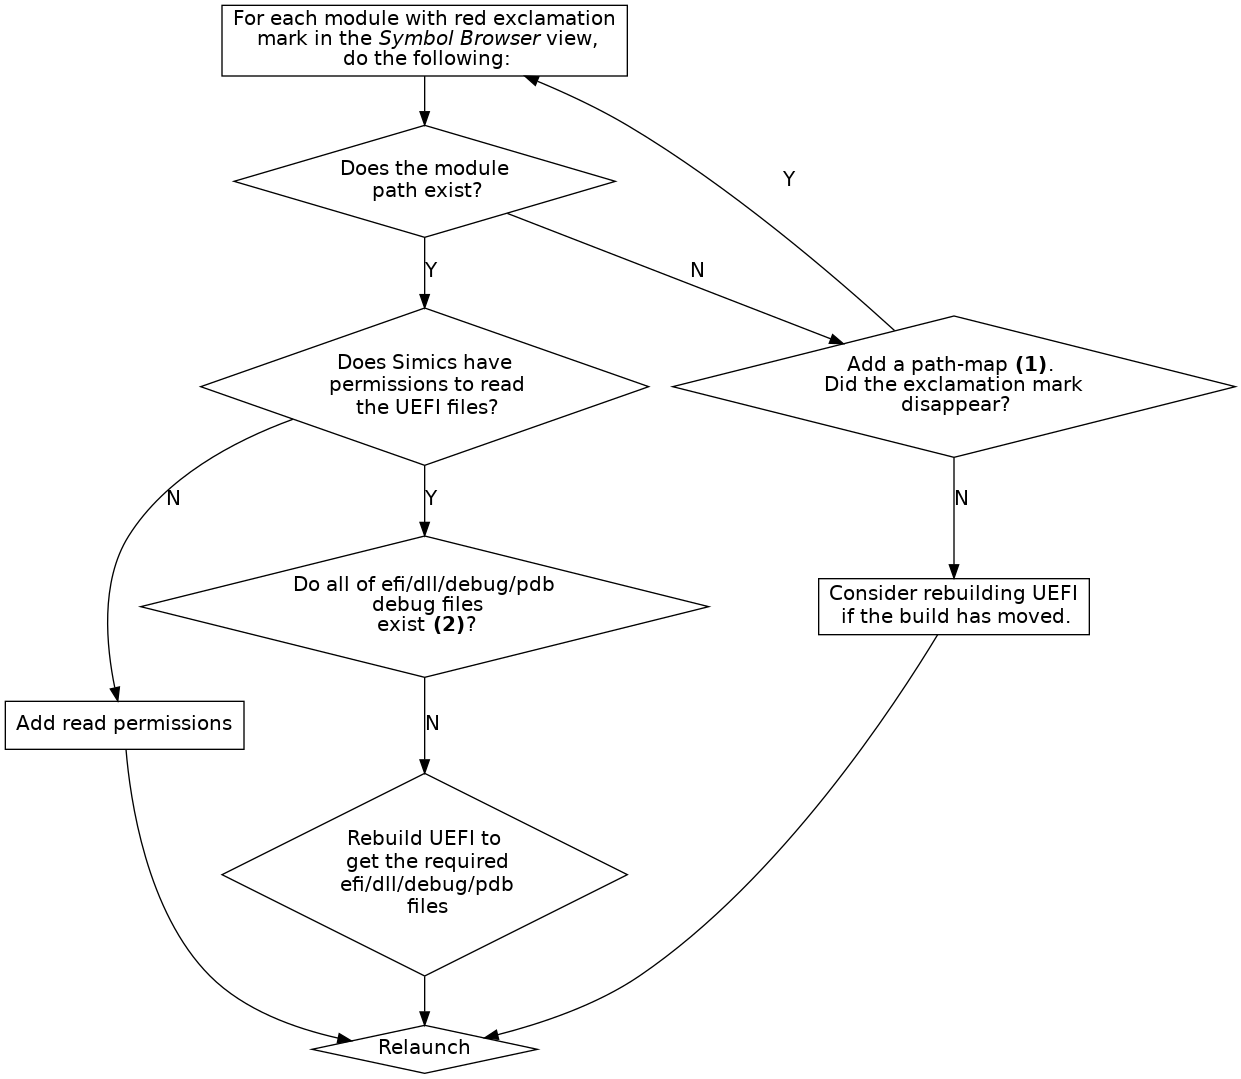 For each module with red exclamation
mark in the Symbol Browser view,
do the following:
Does the module
path exist?
Y
N
Y
Does Simics have
permissions to read
the UEFI files?
Add a path-map (1).
Did the exclamation mark
disappear?
N
Y
N
Do all of efi/dll/debug/pdb
debug files
exist (2)?
Consider rebuilding UEFI
if the build has moved.
Add read permissions
N
Rebuild UEFI to
get the required
efi/dll/debug/pdb
files
Relaunch